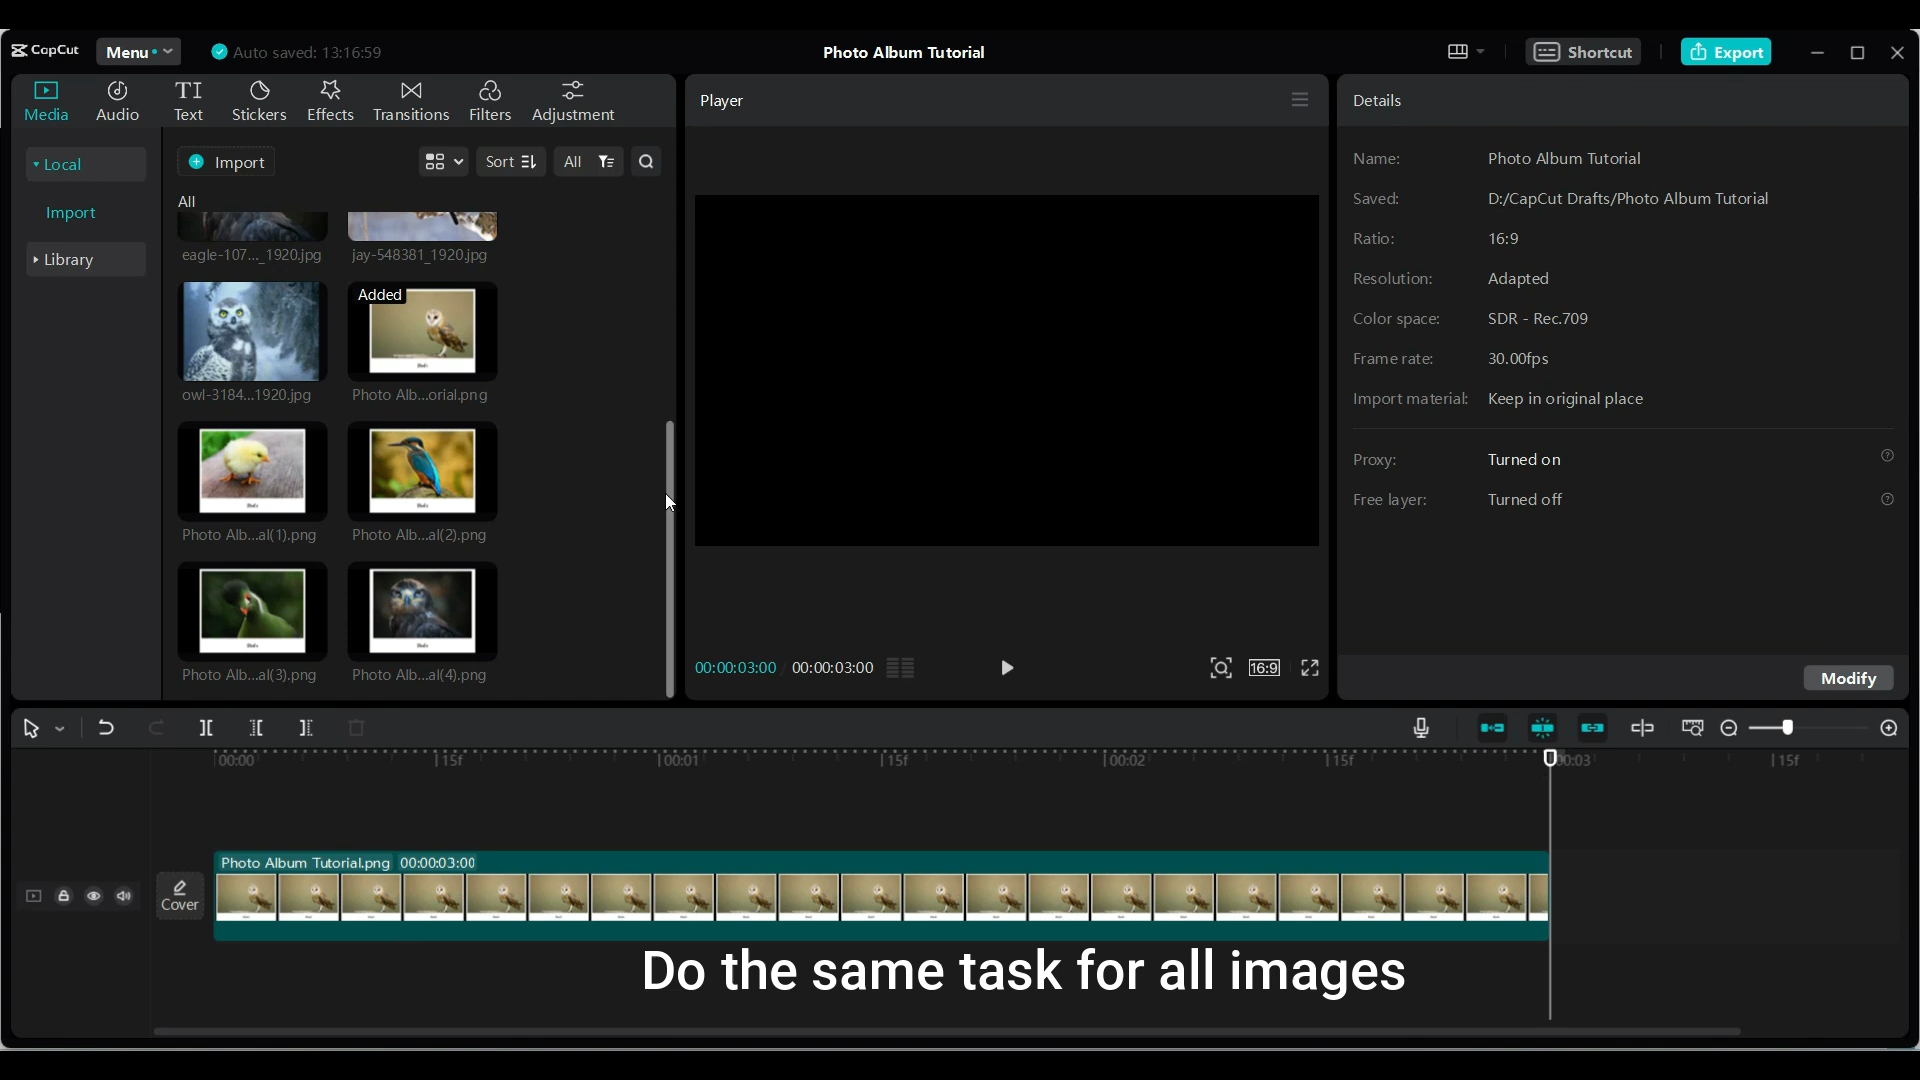 CapCut
Menu
Auto saved: 13:16:59
Photo Album Tutorial
Shortcut
Export
Media
Audio
TI
Text
Stickers
Effects
Transitions
Filters
Adjustment
Local
Import
Library
Import
Sort
All
All
eagle-107..._1920.jpg
jay-548381_1920.jpg
owl-3184...1920.jpg
Added
Photo Alb...orial.png
Photo Alb...al(1).png
Photo Alb...al(2).png
Photo Alb...al(3).png
Photo Alb...al(4).png
Player
00:00:03:00
00:00:03:00
16:9
Details
Name: Photo Album Tutorial
Saved: D:/CapCut Drafts/Photo Album Tutorial
Ratio: 16:9
Resolution: Adapted
Color space: SDR - Rec.709
Frame rate: 30.00fps
Import material: Keep in original place
Proxy: Turned on
Free layer: Turned off
Modify
00:00
15f
00:01
15f
00:02
15f
00:03
15f
Cover
Photo Album Tutorial.png 00:00:03:00
Do the same task for all images